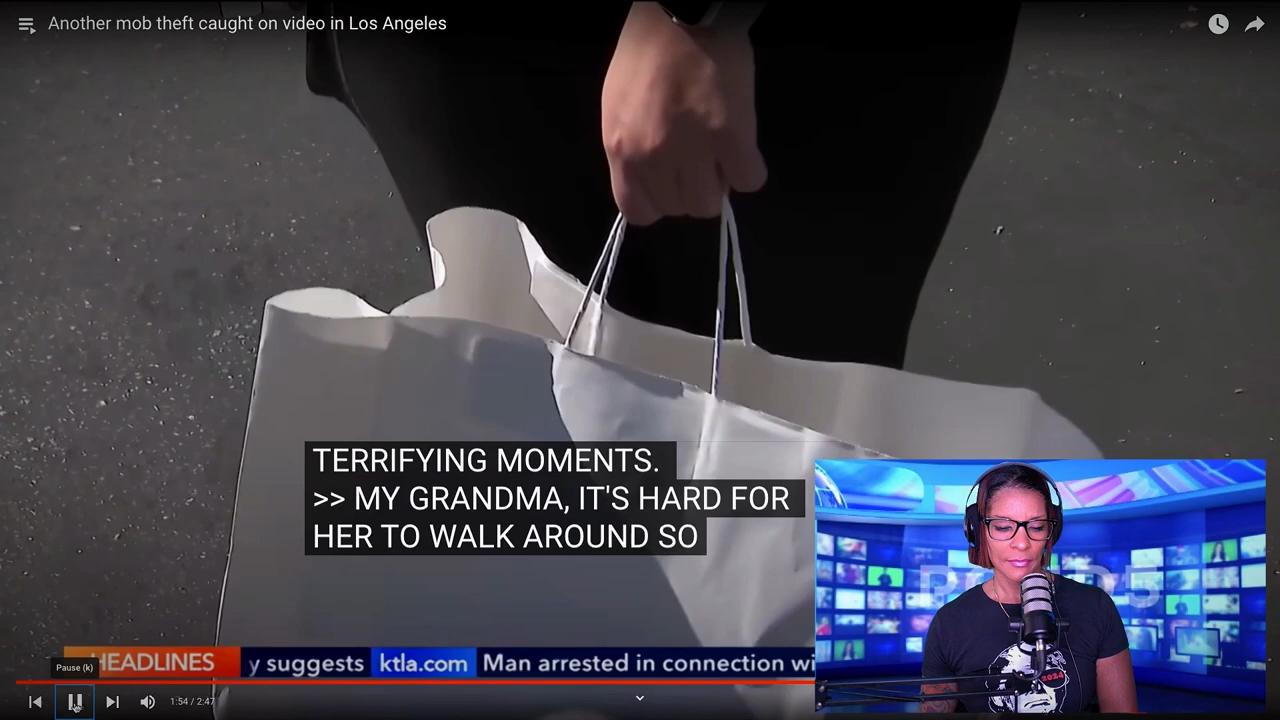 Another mob theft caught on video in Los Angeles
TERRIFYING MOMENTS.
>> MY GRANDMA, IT'S HARD FOR
HER TO WALK AROUND SO
Pause (k)
HEADLINES
y suggests
ktla.com
Man arrested in connection wi
1:54 / 2:47
2024